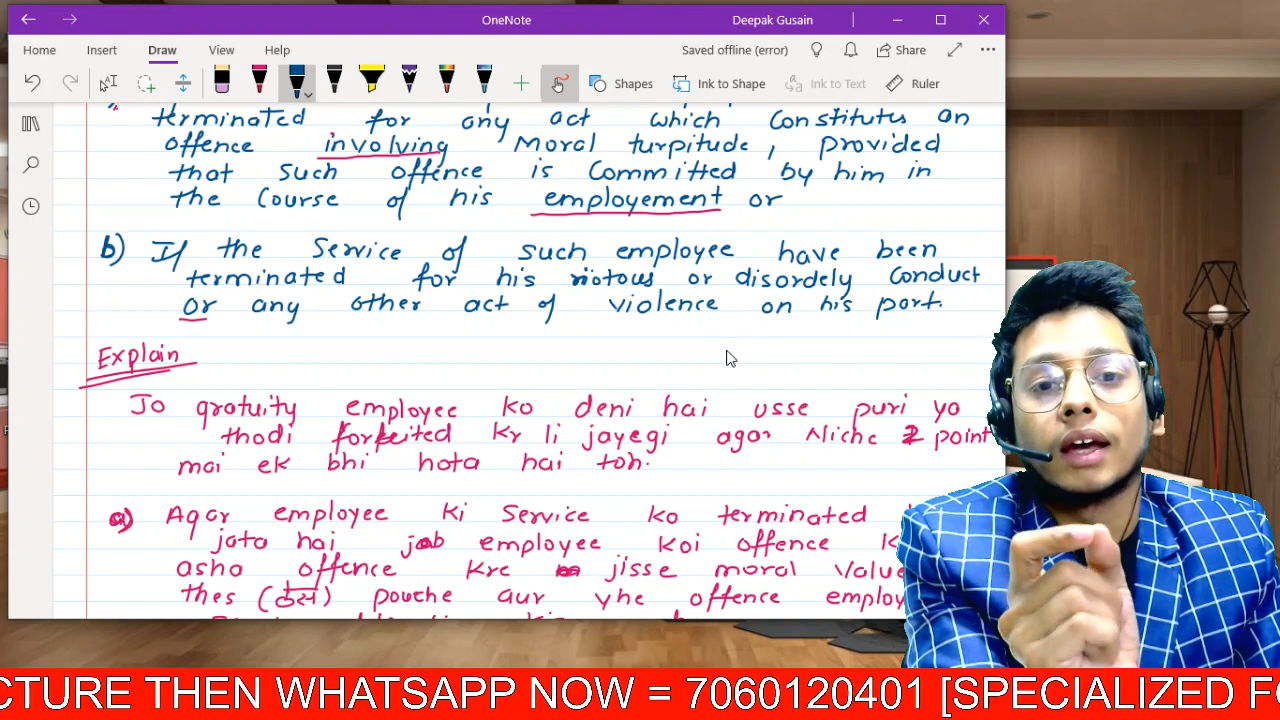 OneNote
Deepak Gusain
Home Insert Draw View Help
Saved offline (error)
Share
Shapes
Ink to Shape
Ink to Text
Ruler
terminated for any act which Constitutes an
offence involving Moral turpitude, provided
that such offence is Committed by him in
the Course of his employement or
b) If the Service of such employee have been
terminated for his riotous or disordely Conduct
or any other act of violence on his part.
Explain
Jo gratuity employee ko deni hai usse puri ya
thodi forfeited Kr li jayegi agar Niche 2 point
mai ek bhi hota hai toh.
a) Agar employee ki Service ko terminated
jata hai jab employee koi offence
asha offence kre jisse moral Value
thes (ठेस) pouche aur yhe offence employ
CTURE THEN WHATSAPP NOW = 7060120401 [SPECIALIZED FO